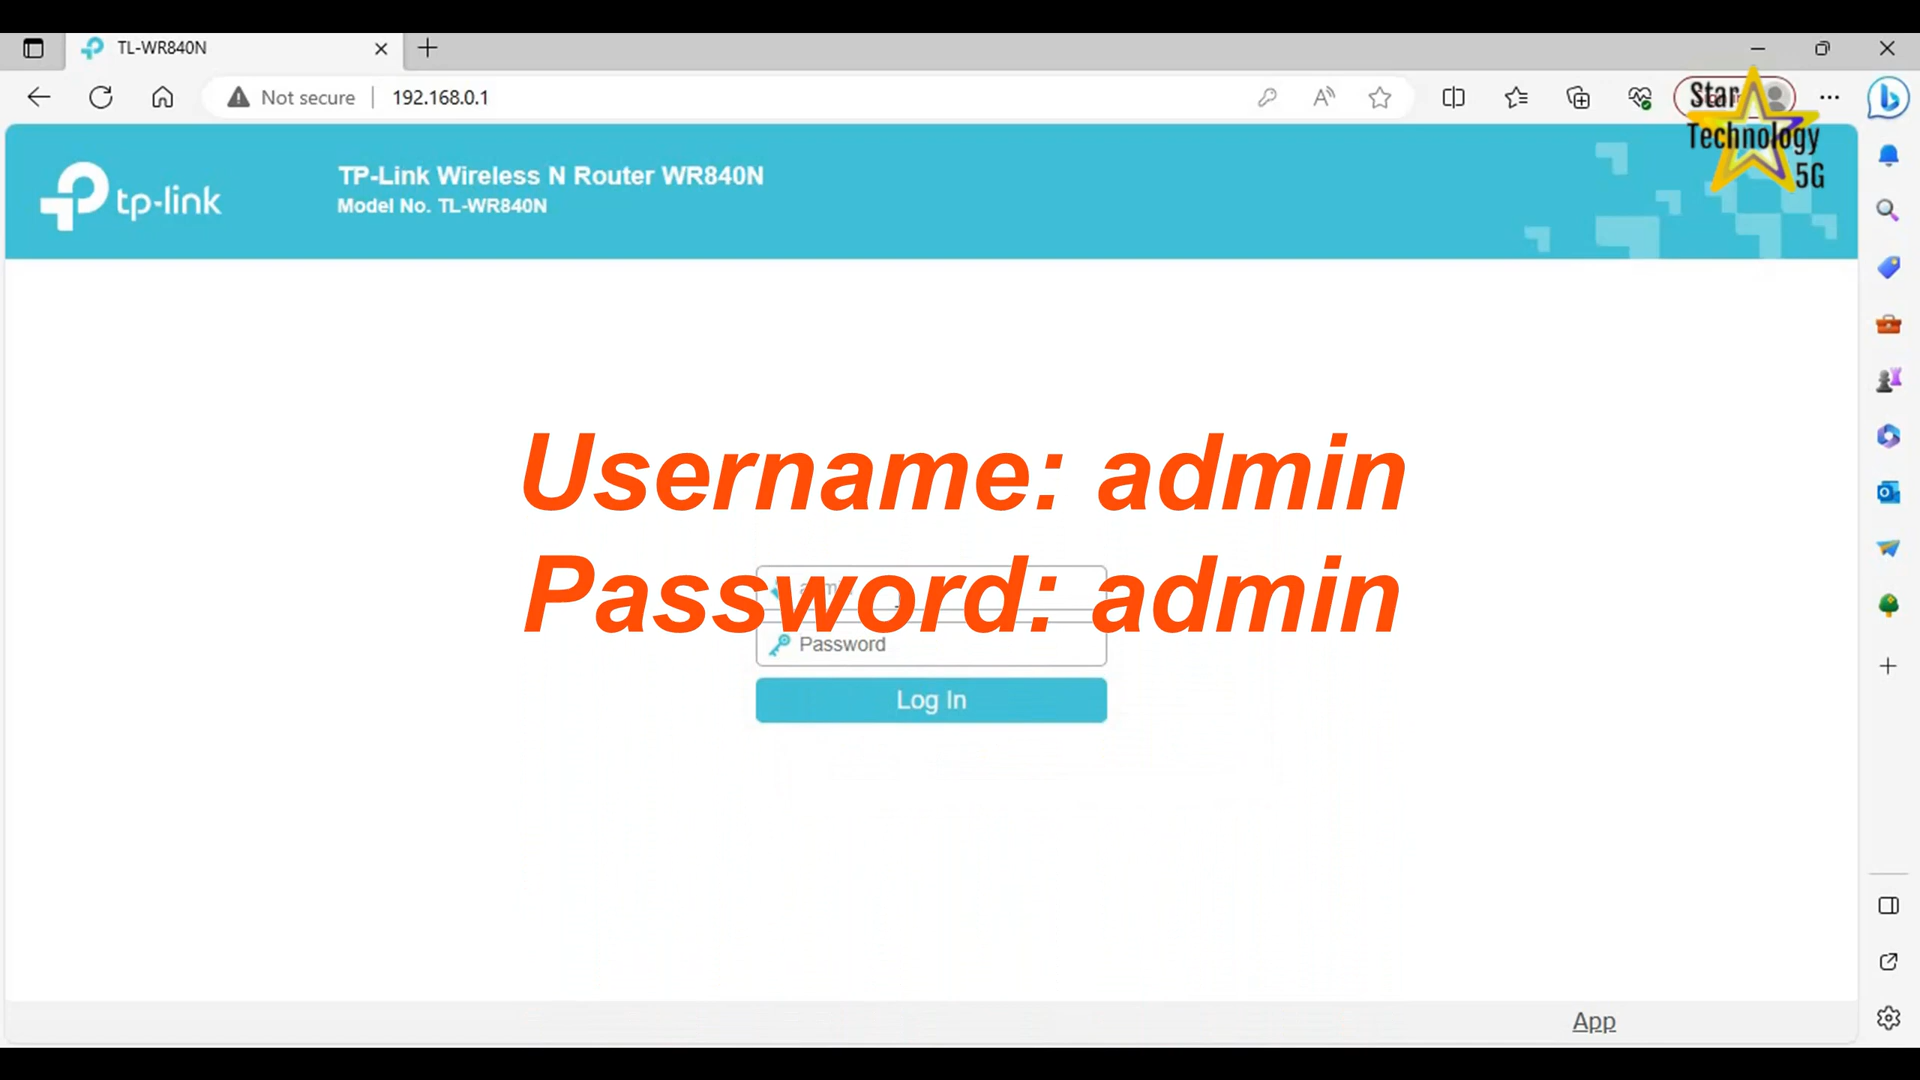 TL-WR840N
Not secure
192.168.0.1
Star
Technology
5G
tp-link
TP-Link Wireless N Router WR840N
Model No. TL-WR840N
Username: admin
Password: admin
Password
Log In
App